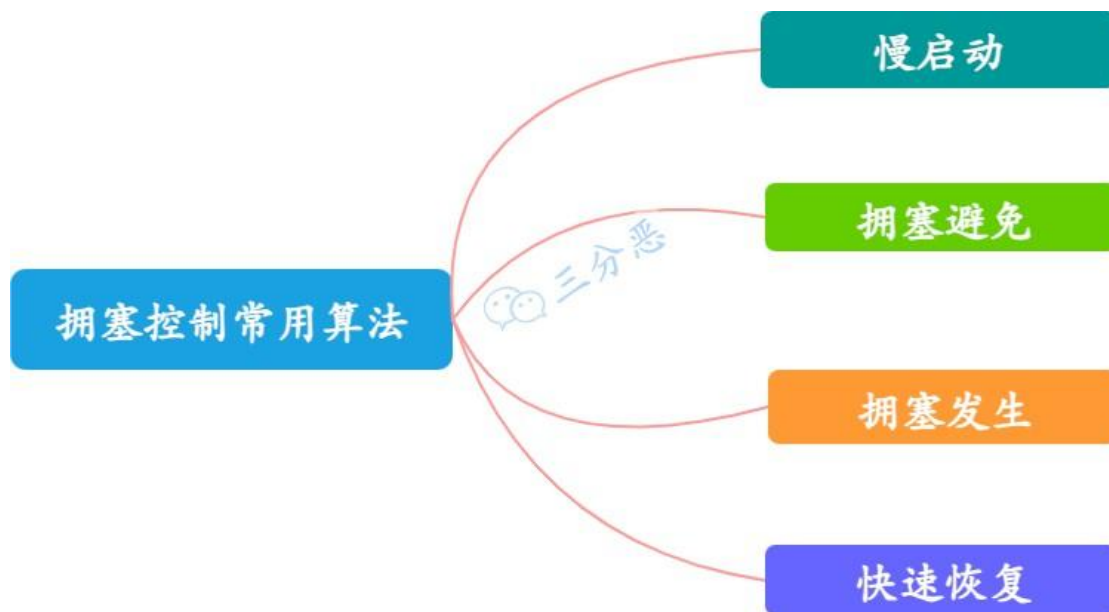 慢启动
拥塞避免
三分恶
拥塞控制常用算法
拥塞发生
快速恢复